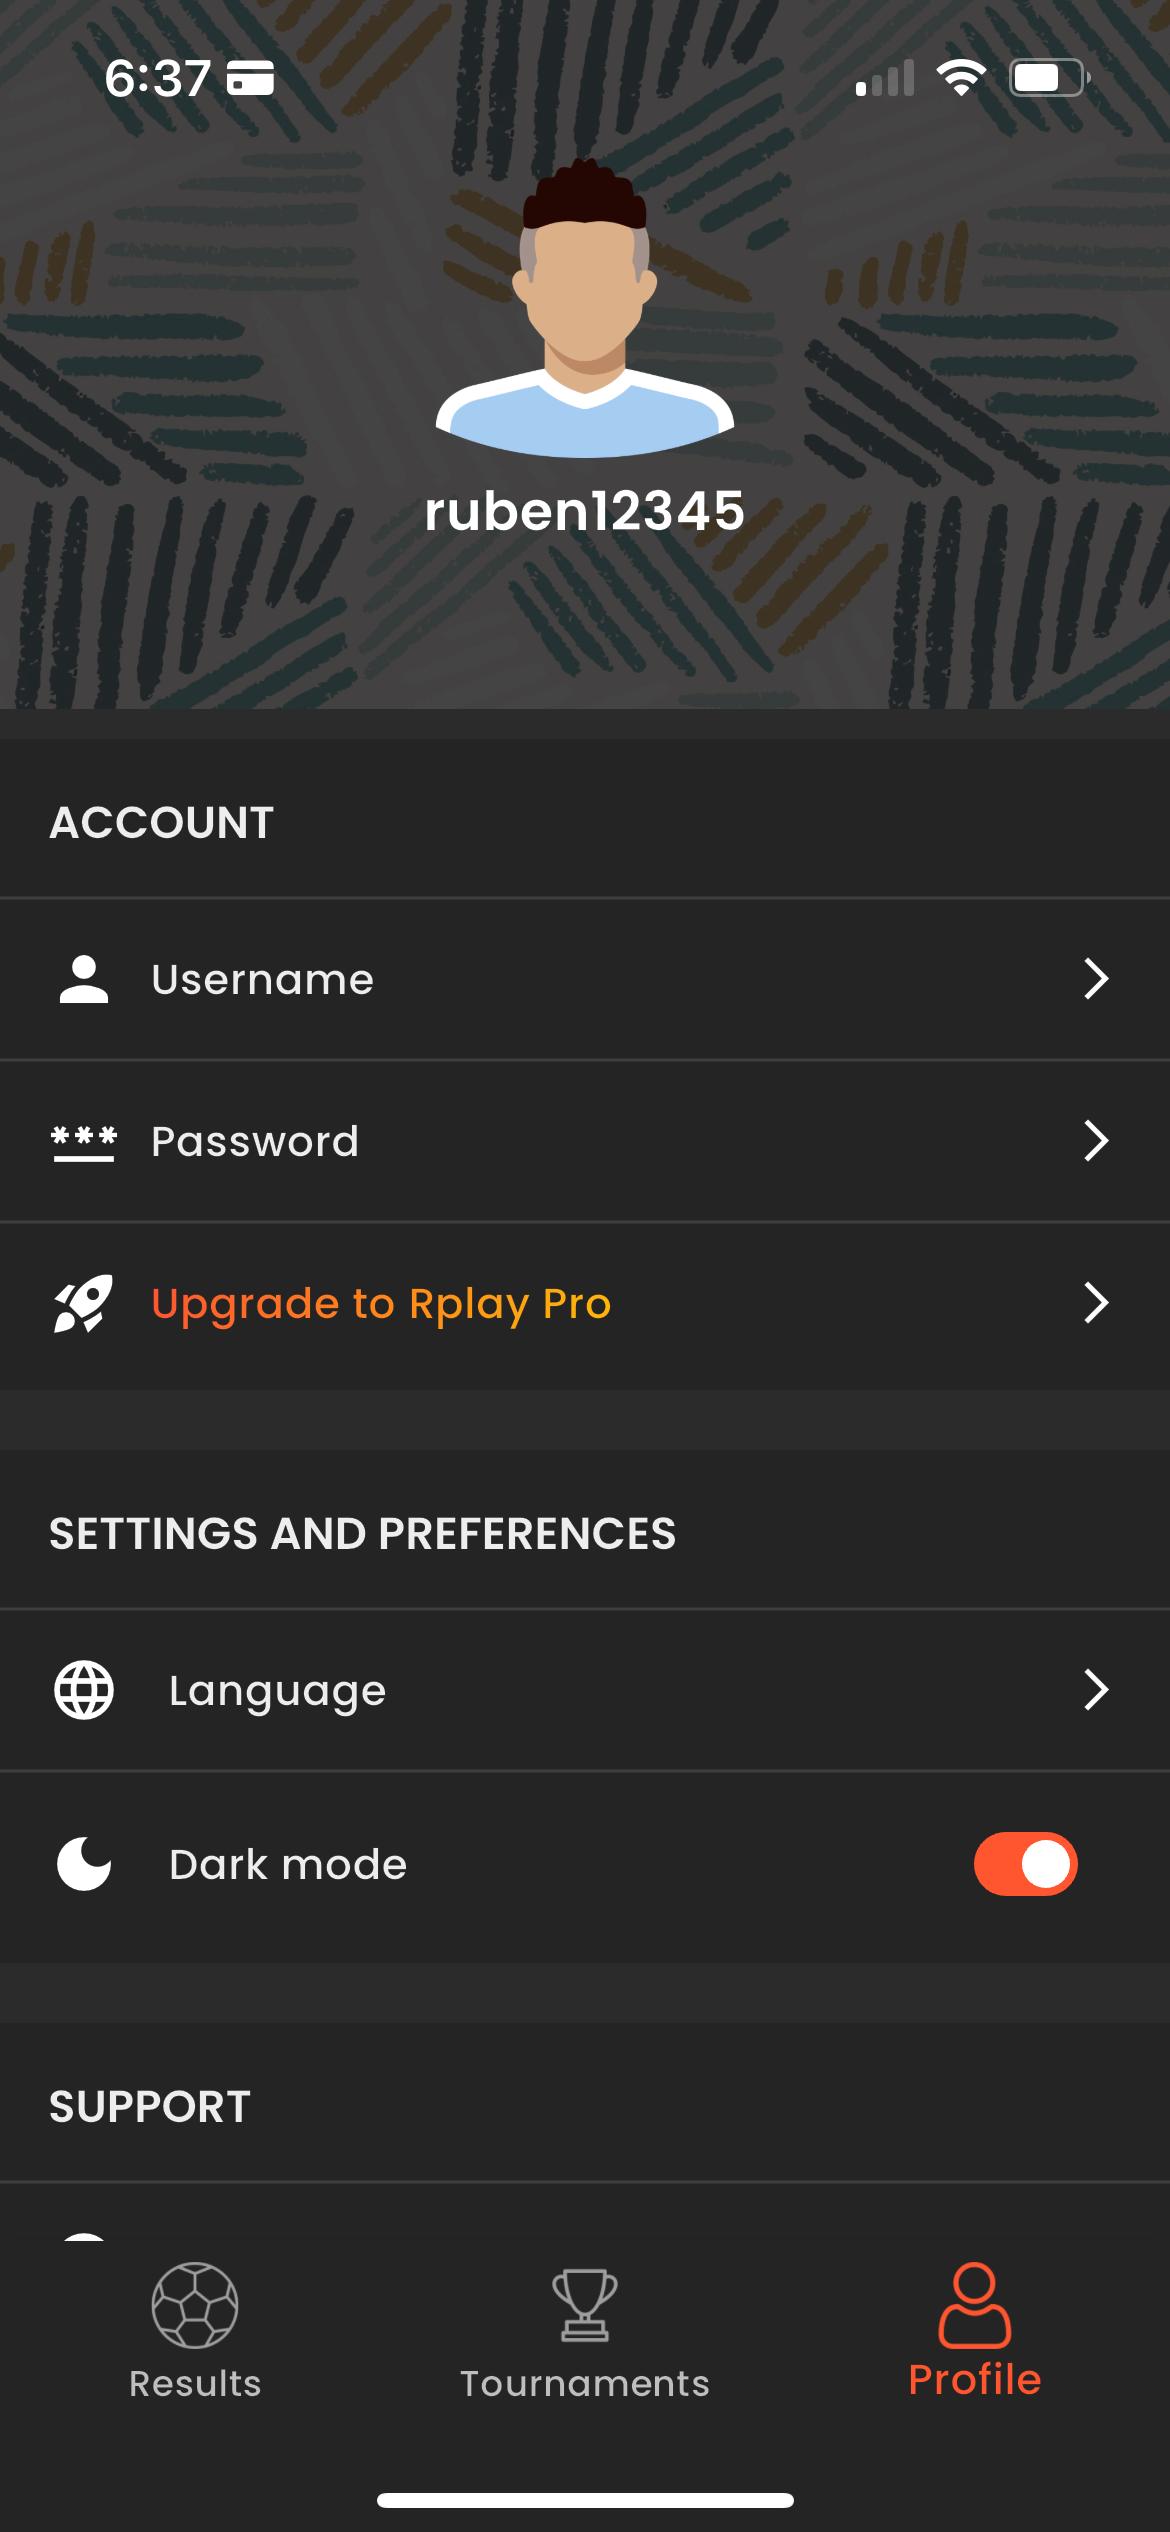 6:37
ruben12345
ACCOUNT
Username
Password
Upgrade to Rplay Pro
SETTINGS AND PREFERENCES
Language
Dark mode
SUPPORT
Results
Tournaments
Profile